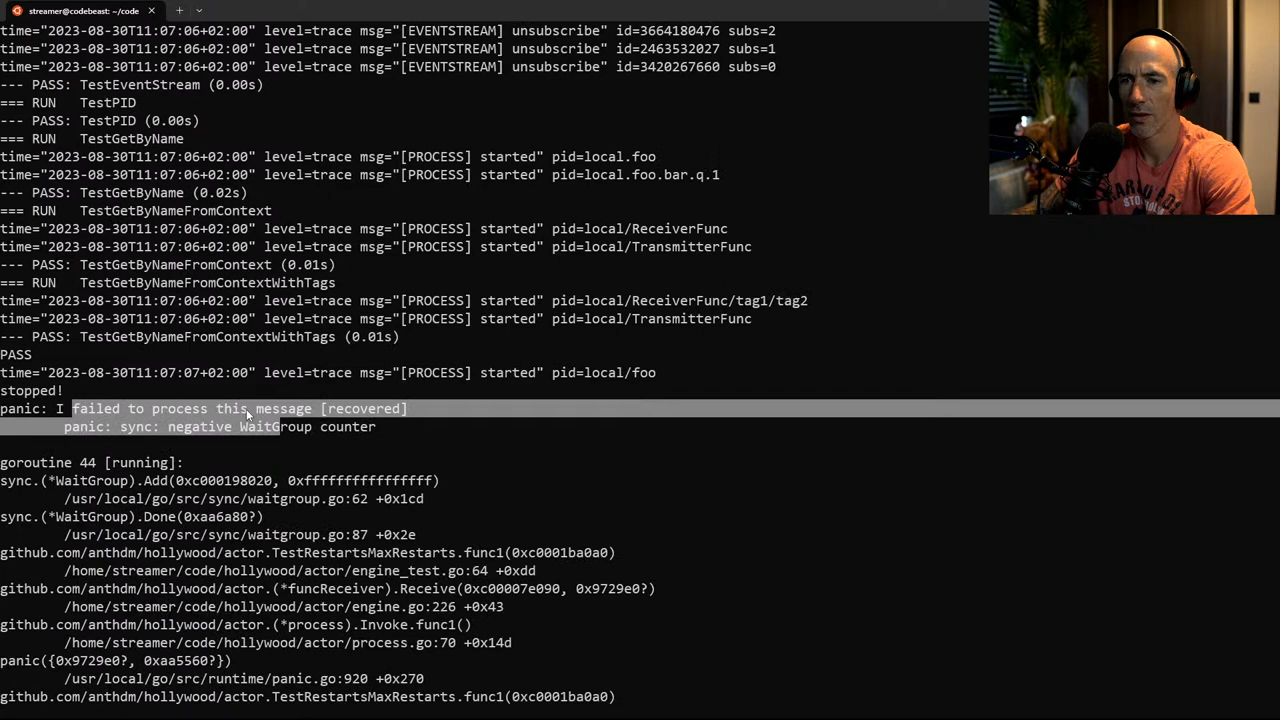 streamer@codebeast: ~/code
time="2023-08-30T11:07:06+02:00" level=trace msg="[EVENTSTREAM] unsubscribe" id=3664180476 subs=2
time="2023-08-30T11:07:06+02:00" level=trace msg="[EVENTSTREAM] unsubscribe" id=2463532027 subs=1
time="2023-08-30T11:07:06+02:00" level=trace msg="[EVENTSTREAM] unsubscribe" id=3420267660 subs=0
--- PASS: TestEventStream (0.00s)
=== RUN   TestPID
--- PASS: TestPID (0.00s)
=== RUN   TestGetByName
time="2023-08-30T11:07:06+02:00" level=trace msg="[PROCESS] started" pid=local.foo
time="2023-08-30T11:07:06+02:00" level=trace msg="[PROCESS] started" pid=local.foo.bar.q.1
--- PASS: TestGetByName (0.02s)
=== RUN   TestGetByNameFromContext
time="2023-08-30T11:07:06+02:00" level=trace msg="[PROCESS] started" pid=local/ReceiverFunc
time="2023-08-30T11:07:06+02:00" level=trace msg="[PROCESS] started" pid=local/TransmitterFunc
--- PASS: TestGetByNameFromContext (0.01s)
=== RUN   TestGetByNameFromContextWithTags
time="2023-08-30T11:07:06+02:00" level=trace msg="[PROCESS] started" pid=local/ReceiverFunc/tag1/tag2
time="2023-08-30T11:07:06+02:00" level=trace msg="[PROCESS] started" pid=local/TransmitterFunc
--- PASS: TestGetByNameFromContextWithTags (0.01s)
PASS
time="2023-08-30T11:07:07+02:00" level=trace msg="[PROCESS] started" pid=local/foo
stopped!
panic: I failed to process this message [recovered]
        panic: sync: negative WaitGroup counter
goroutine 44 [running]:
sync.(*WaitGroup).Add(0xc000198020, 0xffffffffffffffff)
        /usr/local/go/src/sync/waitgroup.go:62 +0x1cd
sync.(*WaitGroup).Done(0xaa6a80?)
        /usr/local/go/src/sync/waitgroup.go:87 +0x2e
github.com/anthdm/hollywood/actor.TestRestartsMaxRestarts.func1(0xc0001ba0a0)
        /home/streamer/code/hollywood/actor/engine_test.go:64 +0xdd
github.com/anthdm/hollywood/actor.(*funcReceiver).Receive(0xc00007e090, 0x9729e0?)
        /home/streamer/code/hollywood/actor/engine.go:226 +0x43
github.com/anthdm/hollywood/actor.(*process).Invoke.func1()
        /home/streamer/code/hollywood/actor/process.go:70 +0x14d
panic({0x9729e0?, 0xaa5560?})
        /usr/local/go/src/runtime/panic.go:920 +0x270
github.com/anthdm/hollywood/actor.TestRestartsMaxRestarts.func1(0xc0001ba0a0)